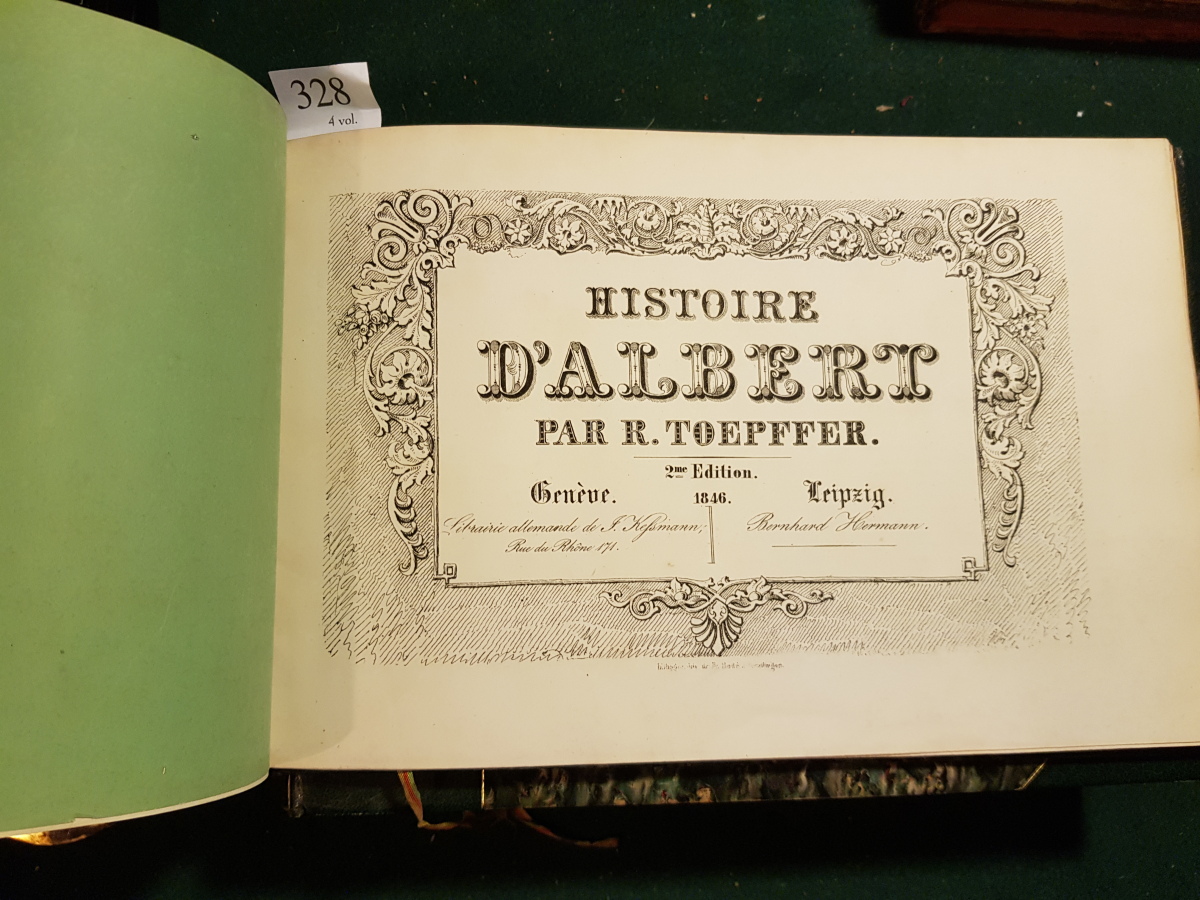 328
4 vol.
HISTOIRE
D'ALBERT
PAR R. TOEPFFER.
2me Edition.
Genève. 1846. Leipzig.
Librairie allemande de J. Keßmann, Bernhard Hermann.
Rue du Rhône 171.